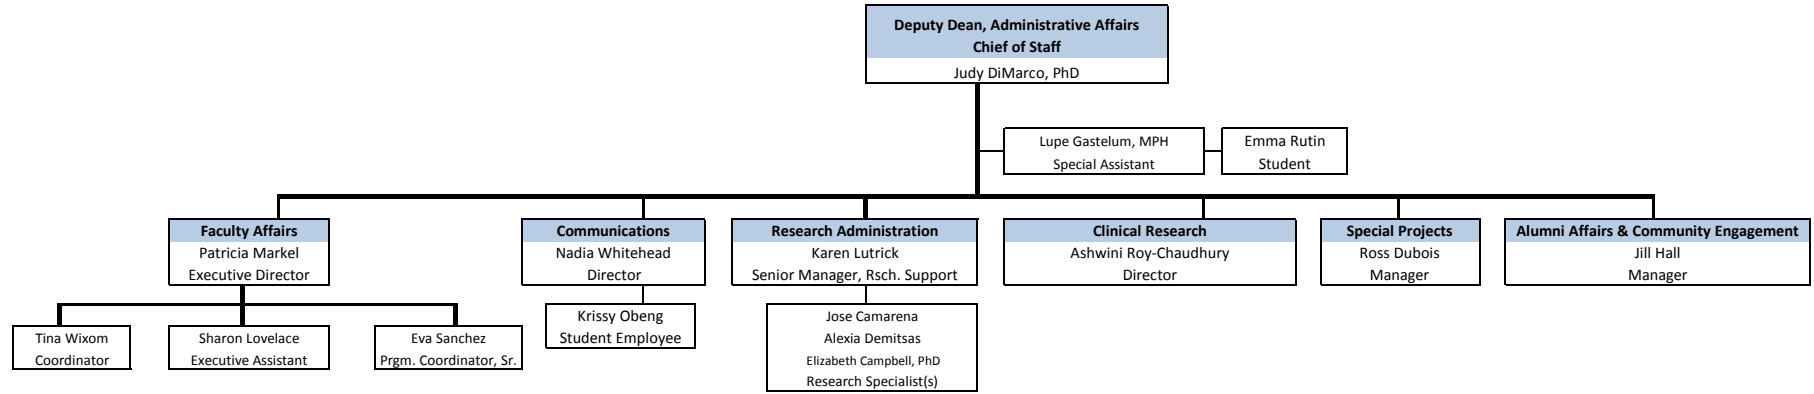 Deputy Dean, Administrative Affairs
Chief of Staff
Judy DiMarco, PhD
Lupe Gastelum, MPH
Special Assistant
Emma Rutin
Student
Faculty Affairs
Patricia Markel
Executive Director
Communications
Nadia Whitehead
Director
Research Administration
Karen Lutrick
Senior Manager, Rsch. Support
Clinical Research
Ashwini Roy-Chaudhury
Director
Special Projects
Ross Dubois
Manager
Alumni Affairs & Community Engagement
Jill Hall
Manager
Tina Wixom
Coordinator
Sharon Lovelace
Executive Assistant
Eva Sanchez
Prgm. Coordinator, Sr.
Krissy Obeng
Student Employee
Jose Camarena
Alexia Demitsas
Elizabeth Campbell, PhD
Research Specialist(s)